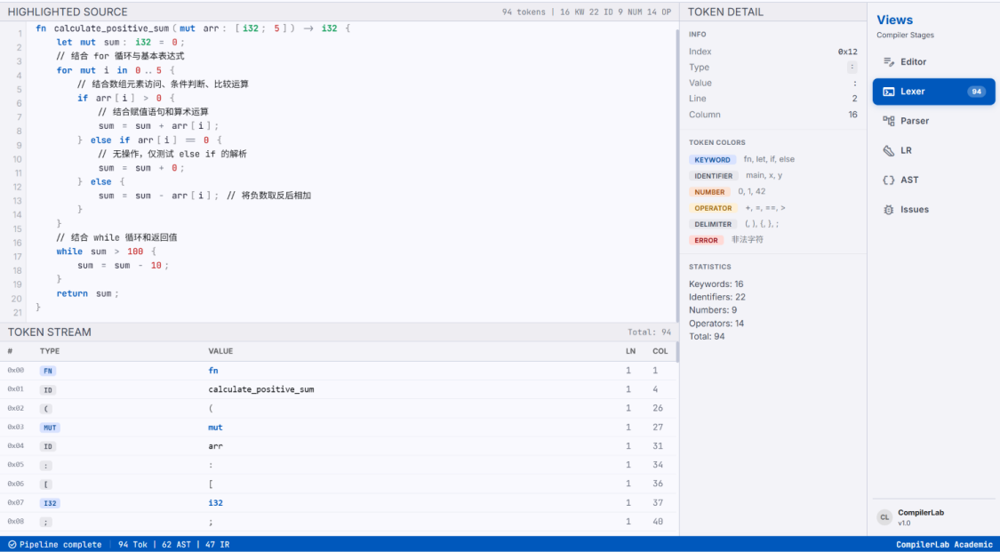 HIGHLIGHTED SOURCE
94 tokens | 16 KW 22 ID 9 NUM 14 OP
1 fn calculate_positive_sum(mut arr: [i32; 5]) -> i32 {
2 let mut sum: i32 = 0;
3 // 结合 for 循环与基本表达式
4 for mut i in 0..5 {
5 // 结合数组元素访问、条件判断、比较运算
6 if arr[i] > 0 {
7 // 结合赋值语句和算术运算
8 sum = sum + arr[i];
9 } else if arr[i] == 0 {
10 // 无操作，仅测试 else if 的解析
11 sum = sum + 0;
12 } else {
13 sum = sum - arr[i]; // 将负数取反后相加
14 }
15 }
16 // 结合 while 循环和返回值
17 while sum > 100 {
18 sum = sum - 10;
19 }
20 return sum;
21 }
TOKEN STREAM
Total: 94
# TYPE VALUE LN COL
0x00 FN fn 1 1
0x01 ID calculate_positive_sum 1 4
0x02 ( ( 1 26
0x03 MUT mut 1 27
0x04 ID arr 1 31
0x05 : : 1 34
0x06 [ [ 1 36
0x07 I32 i32 1 37
0x08 ; ; 1 40
TOKEN DETAIL
INFO
Index 0x12
Type :
Value :
Line 2
Column 16
TOKEN COLORS
KEYWORD fn, let, if, else
IDENTIFIER main, x, y
NUMBER 0, 1, 42
OPERATOR +, =, ==, >
DELIMITER (, ), {, }, ;
ERROR 非法字符
STATISTICS
Keywords: 16
Identifiers: 22
Numbers: 9
Operators: 14
Total: 94
Views
Compiler Stages
Editor
Lexer 94
Parser
LR
AST
Issues
CL CompilerLab
v1.0
Pipeline complete | 94 Tok | 62 AST | 47 IR
CompilerLab Academic